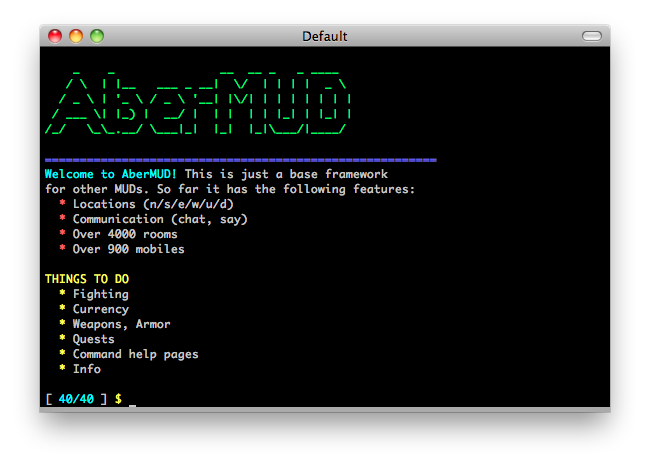 Default
AberMUD
Welcome to AberMUD! This is just a base framework
for other MUDs. So far it has the following features:
* Locations (n/s/e/w/u/d)
* Communication (chat, say)
* Over 4000 rooms
* Over 900 mobiles
THINGS TO DO
* Fighting
* Currency
* Weapons, Armor
* Quests
* Command help pages
* Info
[ 40/40 ] $ _